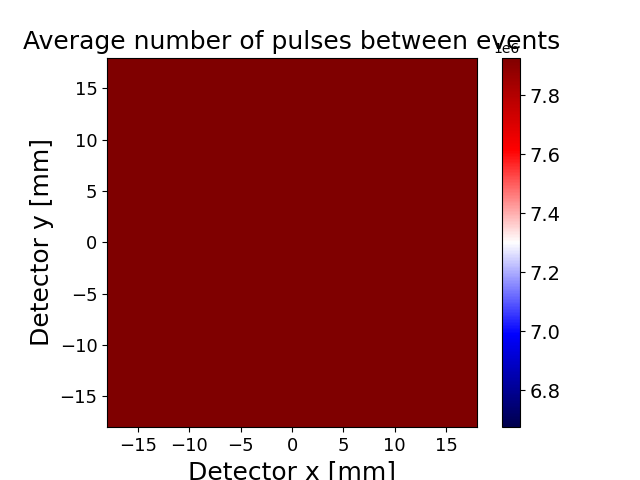 Average number of pulses between events
1e6
15
10
5
0
−5
−10
−15
Detector y [mm]
−15 −10 −5 0 5 10 15
Detector x [mm]
7.8
7.6
7.4
7.2
7.0
6.8